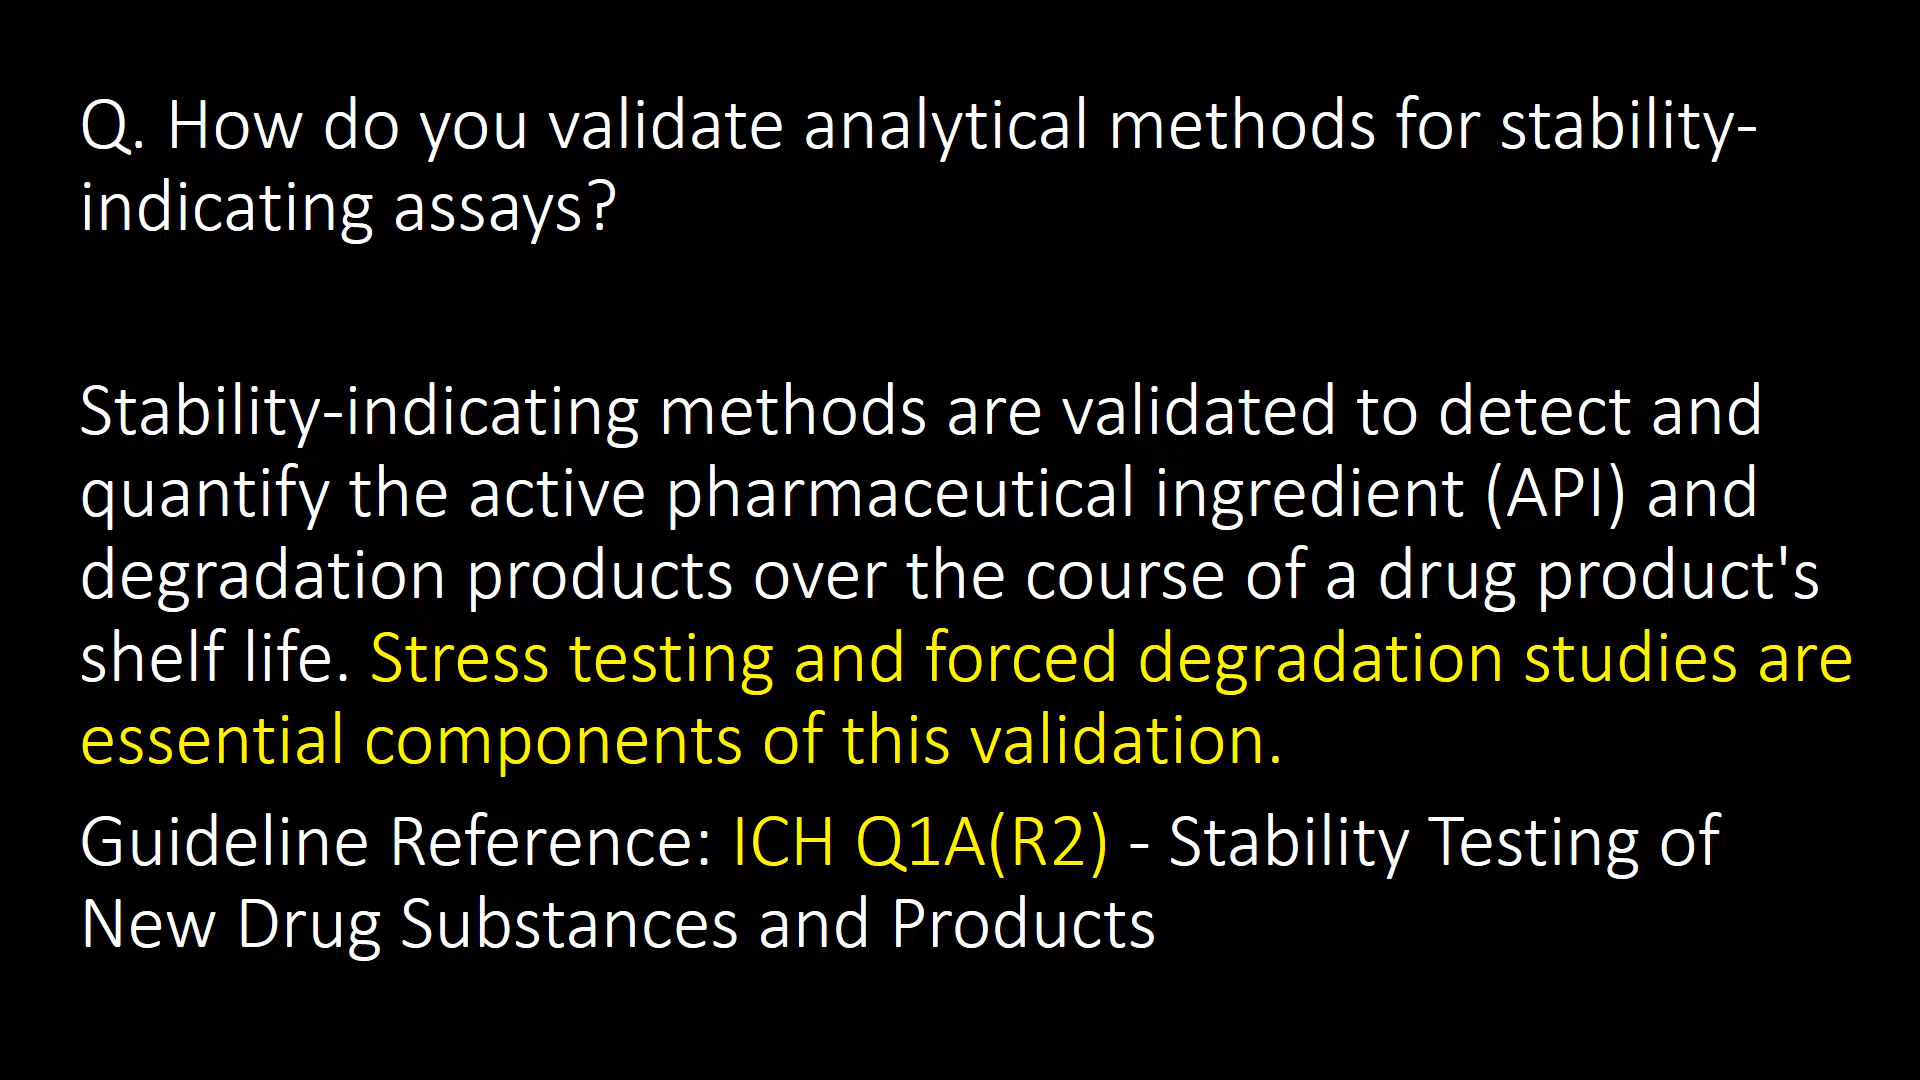 Q. How do you validate analytical methods for stability-
indicating assays?
Stability-indicating methods are validated to detect and
quantify the active pharmaceutical ingredient (API) and
degradation products over the course of a drug product's
shelf life. Stress testing and forced degradation studies are
essential components of this validation.
Guideline Reference: ICH Q1A(R2) - Stability Testing of
New Drug Substances and Products